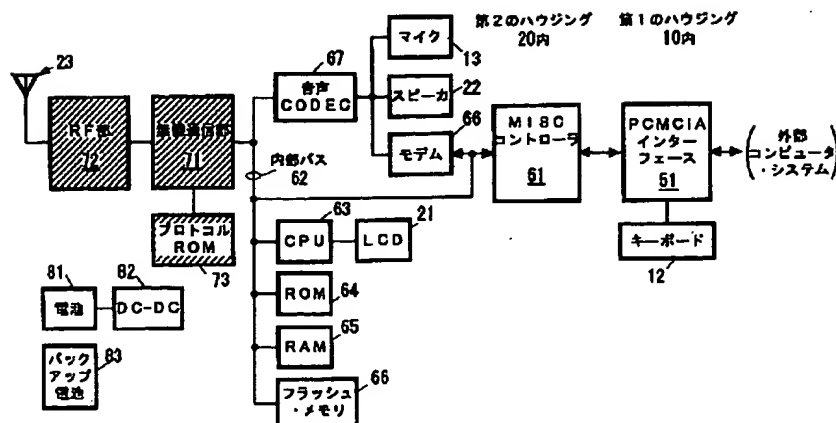 23
RF部
72
71
プロトコル
ROM
73
81
電池
82
DC-DC
バック
アップ
電池
83
67
音声
CODEC
マイク
13
スピーカ
22
66
モデム
内部バス
62
63
CPU
LCD
21
ROM
64
RAM
65
フラッシュ
・メモリ
66
第2のハウジング
20内
第1のハウジング
10内
MISC
コントローラ
61
PCMCIA
インター
フェース
51
キーボード
12
外部
コンピュータ
・システム